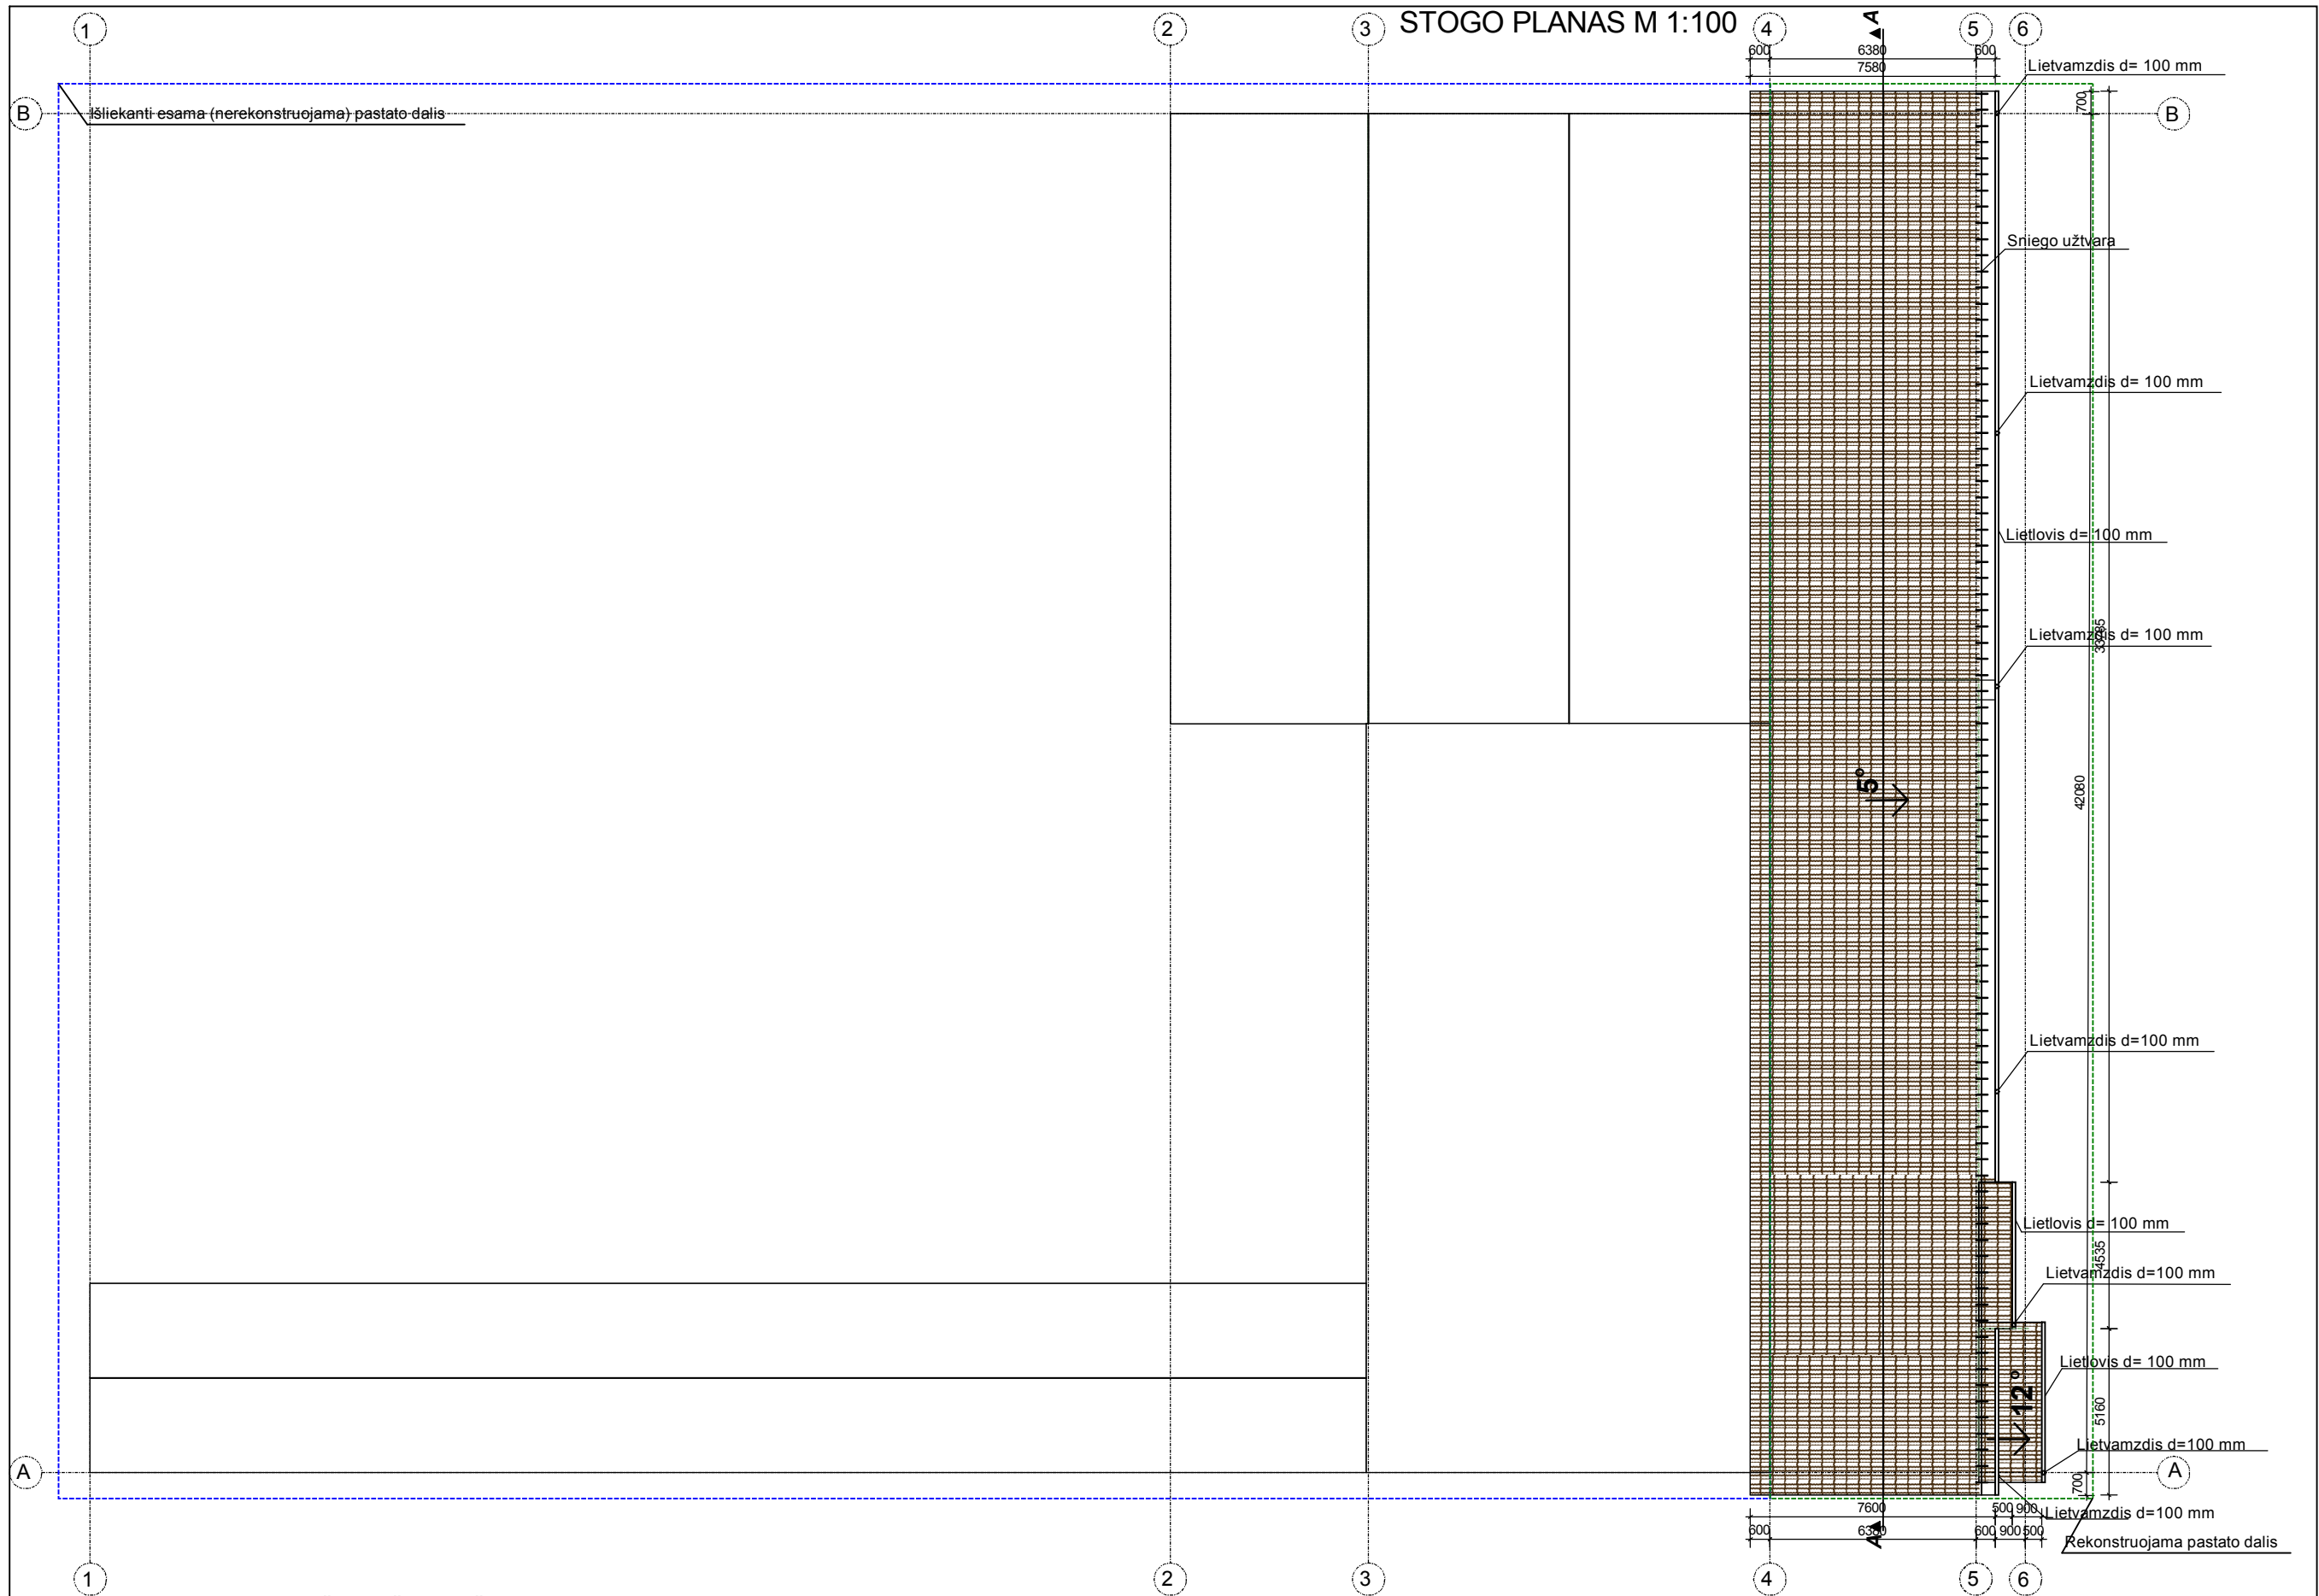 STOGO PLANAS M 1:100
1
2
3
4
5
6
A
600
6380
600
7580
Lietvamzdis d= 100 mm
B
Išliekanti esama (nerekonstruojama) pastato dalis
700
B
Sniego užtvara
Lietvamzdis d= 100 mm
Lietlovis d= 100 mm
Lietvamzdis d= 100 mm
5°
42080
Lietvamzdis d=100 mm
Lietlovis d= 100 mm
4535
Lietvamzdis d=100 mm
Lietlovis d= 100 mm
12°
5160
Lietvamzdis d=100 mm
A
A
700
7600
500
900
Lietvamzdis d=100 mm
600
6380
600
900
500
A
Rekonstruojama pastato dalis
1
2
3
4
5
6